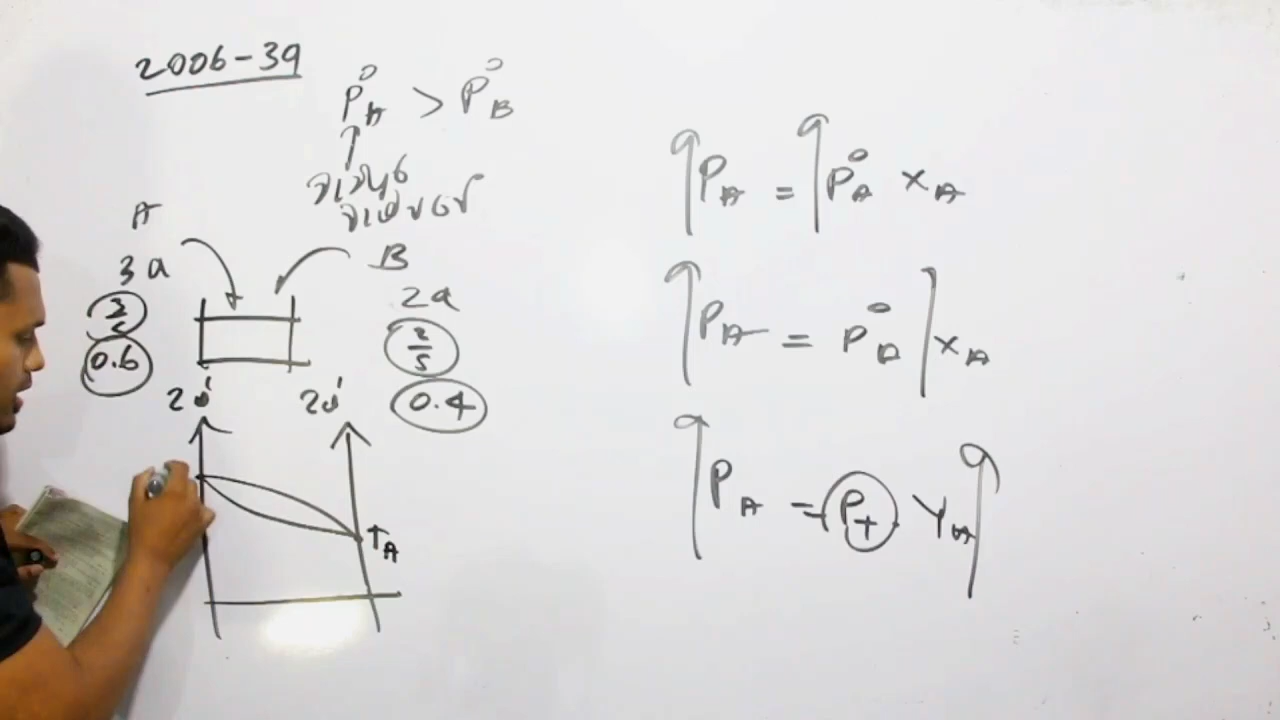 2006-39
P°A > P°B
A
B
3a
2a
3/5
2/5
0.6
0.4
TA
PA = P°A xA
PA = P°A xA
PA = PT YA